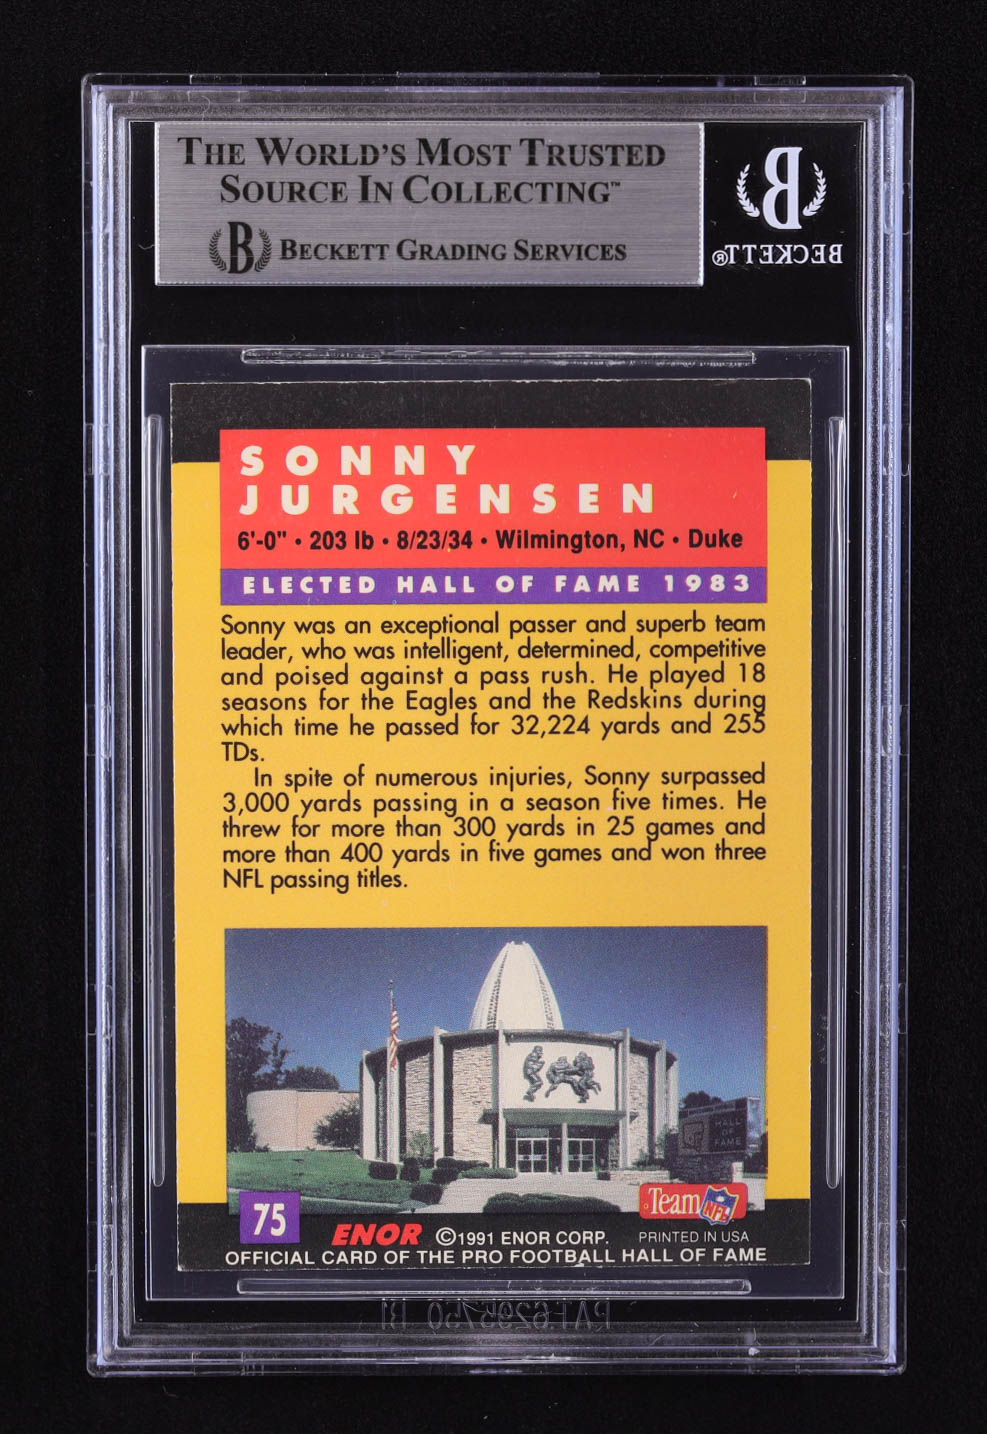 THE WORLD'S MOST TRUSTED
SOURCE IN COLLECTING™
B BECKETT GRADING SERVICES
B
BECKETT®
SONNY
JURGENSEN
6'-0" • 203 lb • 8/23/34 • Wilmington, NC • Duke
ELECTED HALL OF FAME 1983
Sonny was an exceptional passer and superb team
leader, who was intelligent, determined, competitive
and poised against a pass rush. He played 18
seasons for the Eagles and the Redskins during
which time he passed for 32,224 yards and 255
TDs.
In spite of numerous injuries, Sonny surpassed
3,000 yards passing in a season five times. He
threw for more than 300 yards in 25 games and
more than 400 yards in five games and won three
NFL passing titles.
HALL
OF
FAME
75
ENOR ©1991 ENOR CORP.
Team NFL
PRINTED IN USA
OFFICIAL CARD OF THE PRO FOOTBALL HALL OF FAME
PAT.6295750 B1